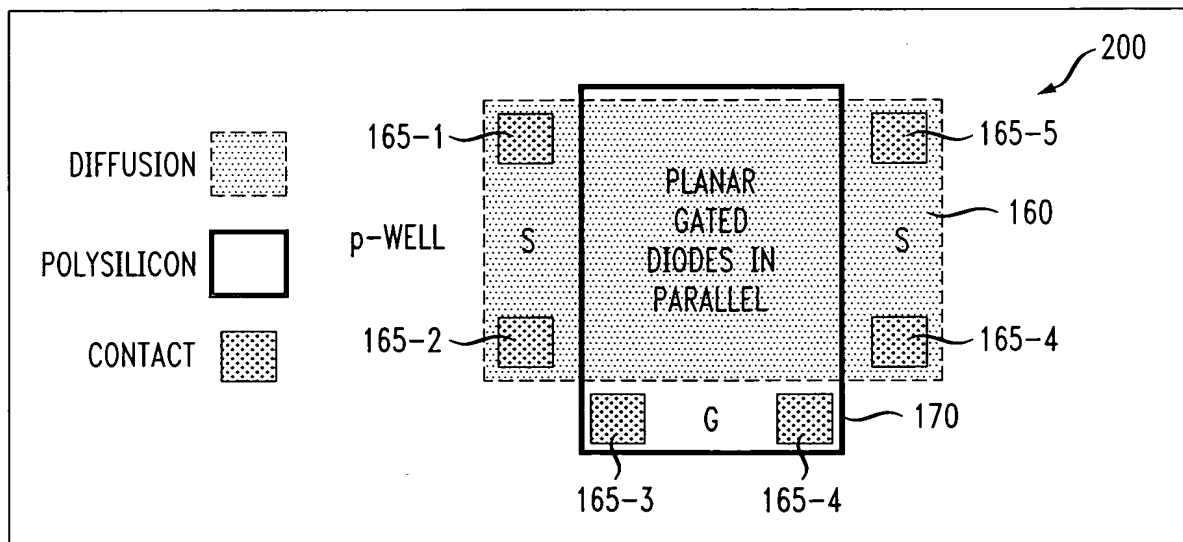 200
DIFFUSION
POLYSILICON
CONTACT
p-WELL
165-1
165-2
S
PLANAR
GATED
DIODES IN
PARALLEL
S
165-5
160
165-4
G
170
165-3
165-4